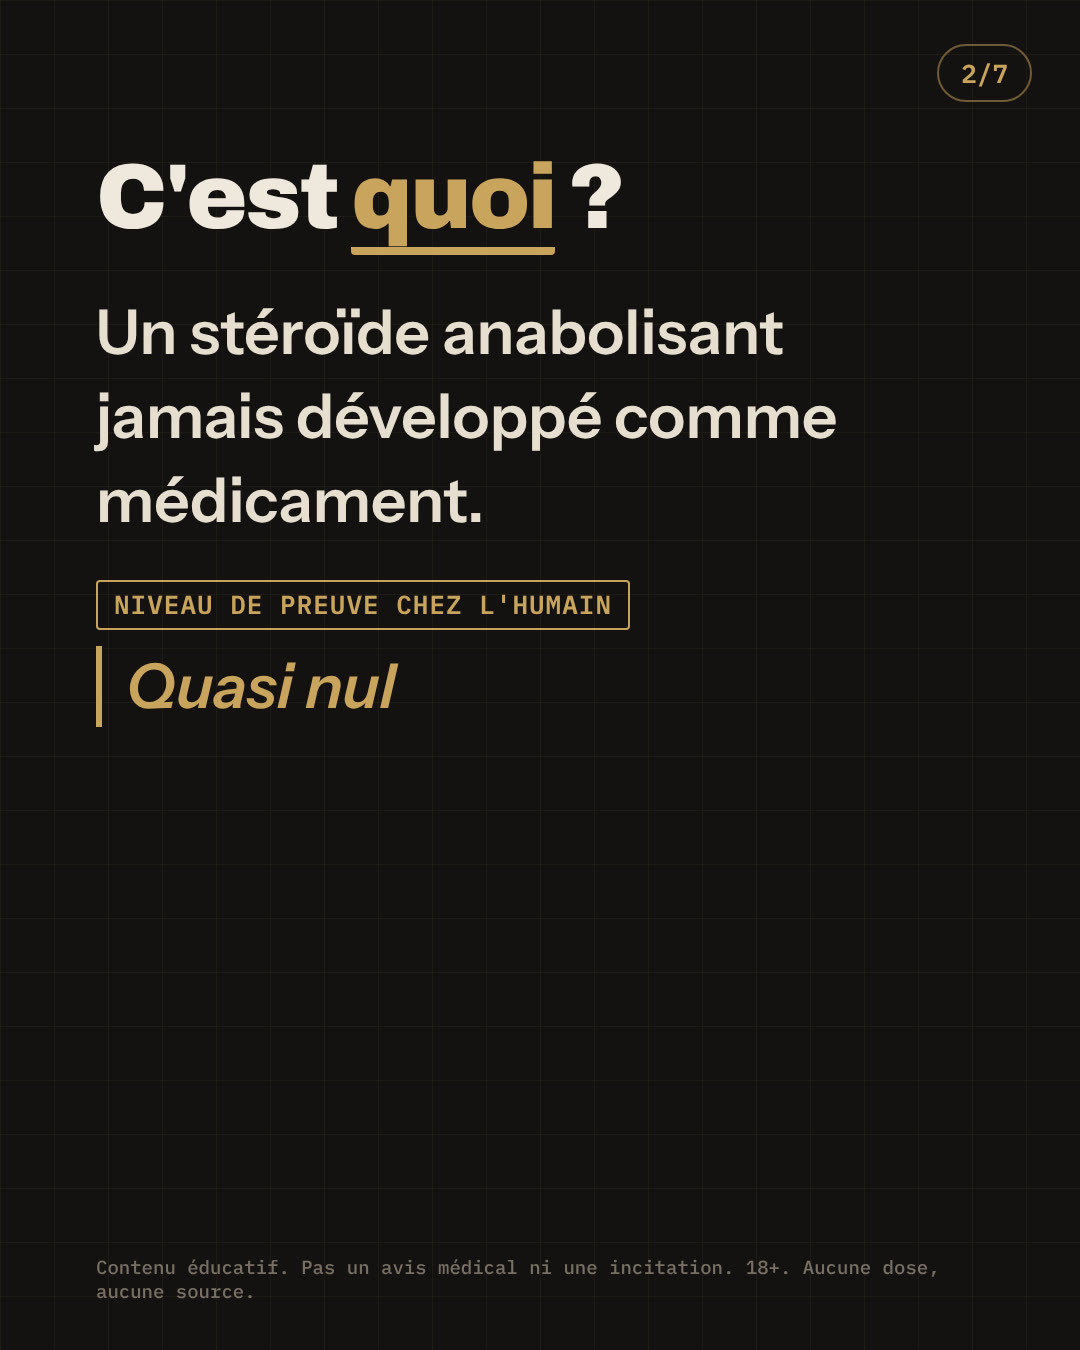 2/7
C'est quoi ?
Un stéroïde anabolisant
jamais développé comme
médicament.
NIVEAU DE PREUVE CHEZ L'HUMAIN
Quasi nul
Contenu éducatif. Pas un avis médical ni une incitation. 18+. Aucune dose,
aucune source.